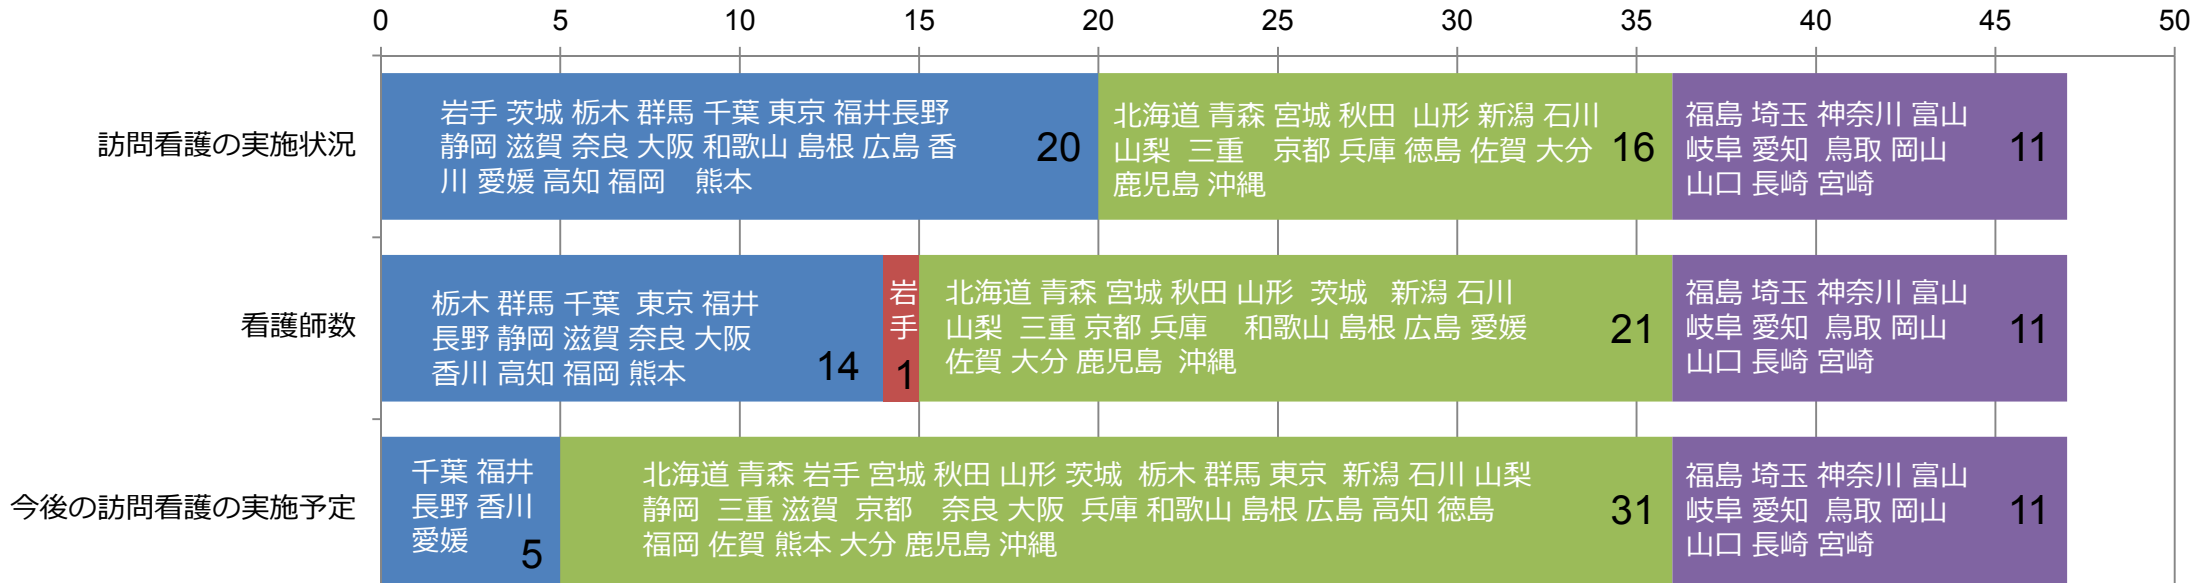 0 5 10 15 20 25 30 35 40 45 50
訪問看護の実施状況
岩手 茨城 栃木 群馬 千葉 東京 福井長野
静岡 滋賀 奈良 大阪 和歌山 島根 広島 香
川 愛媛 高知 福岡　熊本
20
北海道 青森 宮城 秋田 山形 新潟 石川
山梨 三重　京都 兵庫 徳島 佐賀 大分
鹿児島 沖縄
16
福島 埼玉 神奈川 富山
岐阜 愛知 鳥取 岡山
山口 長崎 宮崎
11
看護師数
栃木 群馬 千葉 東京 福井
長野 静岡 滋賀 奈良 大阪
香川 高知 福岡 熊本
14
岩
手
1
北海道 青森 宮城 秋田 山形 茨城 新潟 石川
山梨 三重 京都 兵庫　和歌山 島根 広島 愛媛
佐賀 大分 鹿児島 沖縄
21
福島 埼玉 神奈川 富山
岐阜 愛知 鳥取 岡山
山口 長崎 宮崎
11
今後の訪問看護の実施予定
千葉 福井
長野 香川
愛媛
5
北海道 青森 岩手 宮城 秋田 山形 茨城 栃木 群馬 東京 新潟 石川 山梨
静岡 三重 滋賀 京都　奈良 大阪 兵庫 和歌山 島根 広島 高知 徳島
福岡 佐賀 熊本 大分 鹿児島 沖縄
31
福島 埼玉 神奈川 富山
岐阜 愛知 鳥取 岡山
山口 長崎 宮崎
11